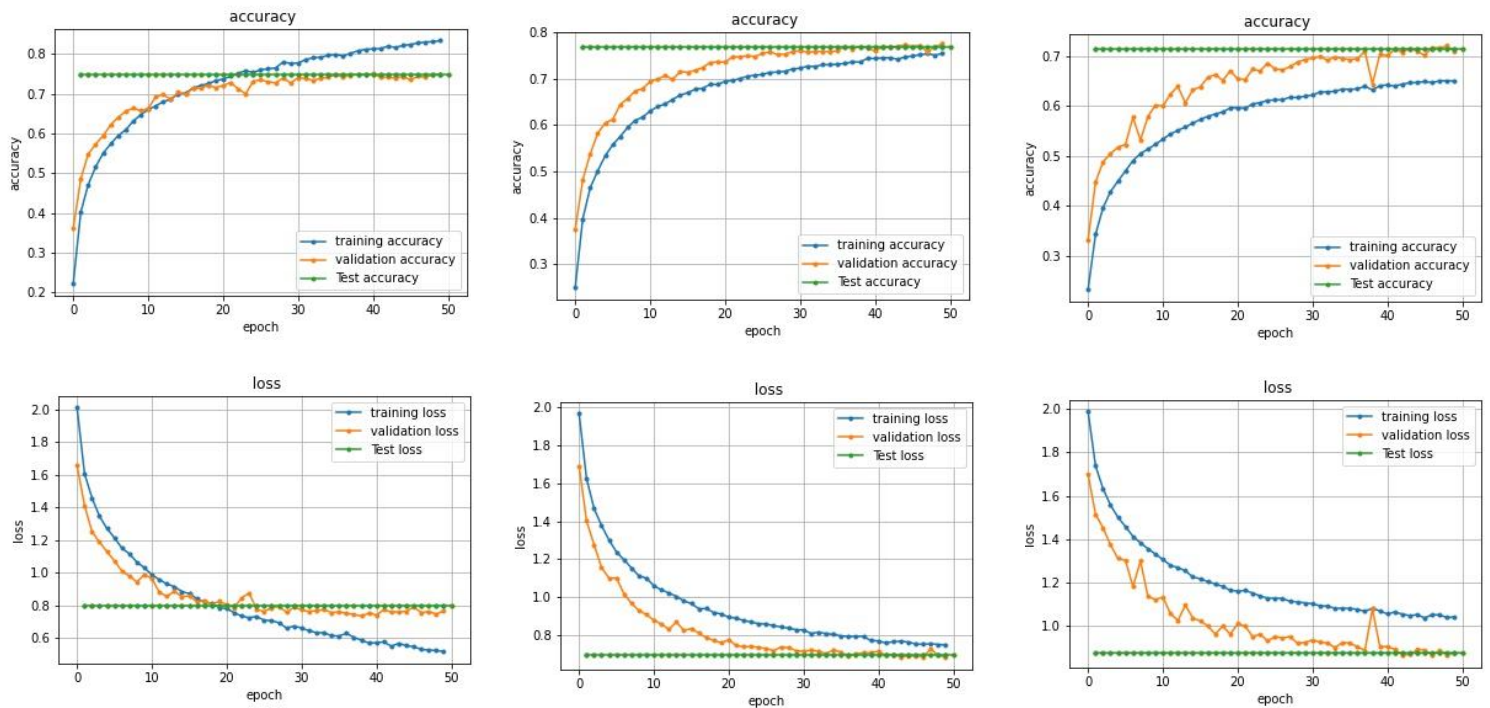 accuracy
0.8
0.7
0.6
0.5
0.4
0.3
0.2
accuracy
training accuracy
validation accuracy
Test accuracy
0 10 20 30 40 50
epoch
accuracy
0.8
0.7
0.6
0.5
0.4
0.3
accuracy
training accuracy
validation accuracy
Test accuracy
0 10 20 30 40 50
epoch
accuracy
0.7
0.6
0.5
0.4
0.3
accuracy
training accuracy
validation accuracy
Test accuracy
0 10 20 30 40 50
epoch
loss
2.0
1.8
1.6
1.4
1.2
1.0
0.8
0.6
loss
training loss
validation loss
Test loss
0 10 20 30 40 50
epoch
loss
2.0
1.8
1.6
1.4
1.2
1.0
0.8
loss
training loss
validation loss
Test loss
0 10 20 30 40 50
epoch
loss
2.0
1.8
1.6
1.4
1.2
1.0
loss
training loss
validation loss
Test loss
0 10 20 30 40 50
epoch